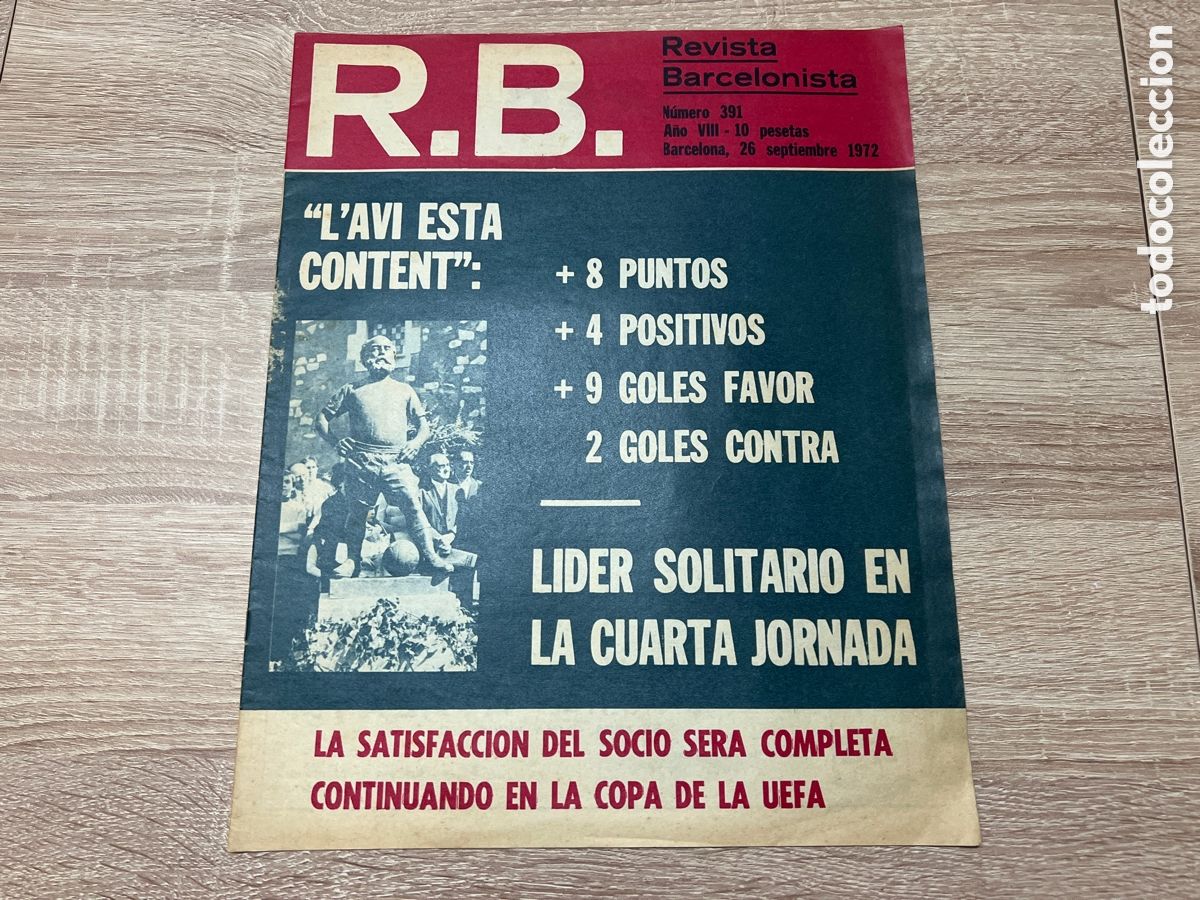 R.B.
Revista
Barcelonista
Número 391
Año VIII - 10 pesetas
Barcelona, 26 septiembre 1972
"L'AVI ESTA
CONTENT":
+ 8 PUNTOS
+ 4 POSITIVOS
+ 9 GOLES FAVOR
2 GOLES CONTRA
LIDER SOLITARIO EN
LA CUARTA JORNADA
LA SATISFACCION DEL SOCIO SERA COMPLETA
CONTINUANDO EN LA COPA DE LA UEFA
todocoleccion